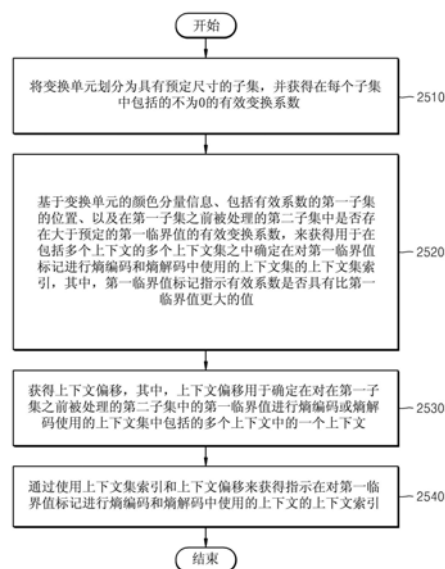 开始
将变换单元划分为具有预定尺寸的子集，并获得在每个子集
中包括的不为0的有效变换系数
2510
基于变换单元的颜色分量信息、包括有效系数的第一子集
的位置、以及在第一子集之前被处理的第二子集中是否存
在大于预定的第一临界值的有效变换系数，来获得用于在
包括多个上下文的多个上下文集之中确定在对第一临界值
标记进行熵编码和熵解码中使用的上下文集的上下文集索
引，其中，第一临界值标记指示有效系数是否具有比第一
临界值更大的值
2520
获得上下文偏移，其中，上下文偏移用于确定在对在第一子
集之前被处理的第二子集中的第一临界值进行熵编码或熵解
码使用的上下文集中包括的多个上下文中的一个上下文
2530
通过使用上下文集索引和上下文偏移来获得指示在对第一临
界值标记进行熵编码和熵解码中使用的上下文的上下文索引
2540
结束